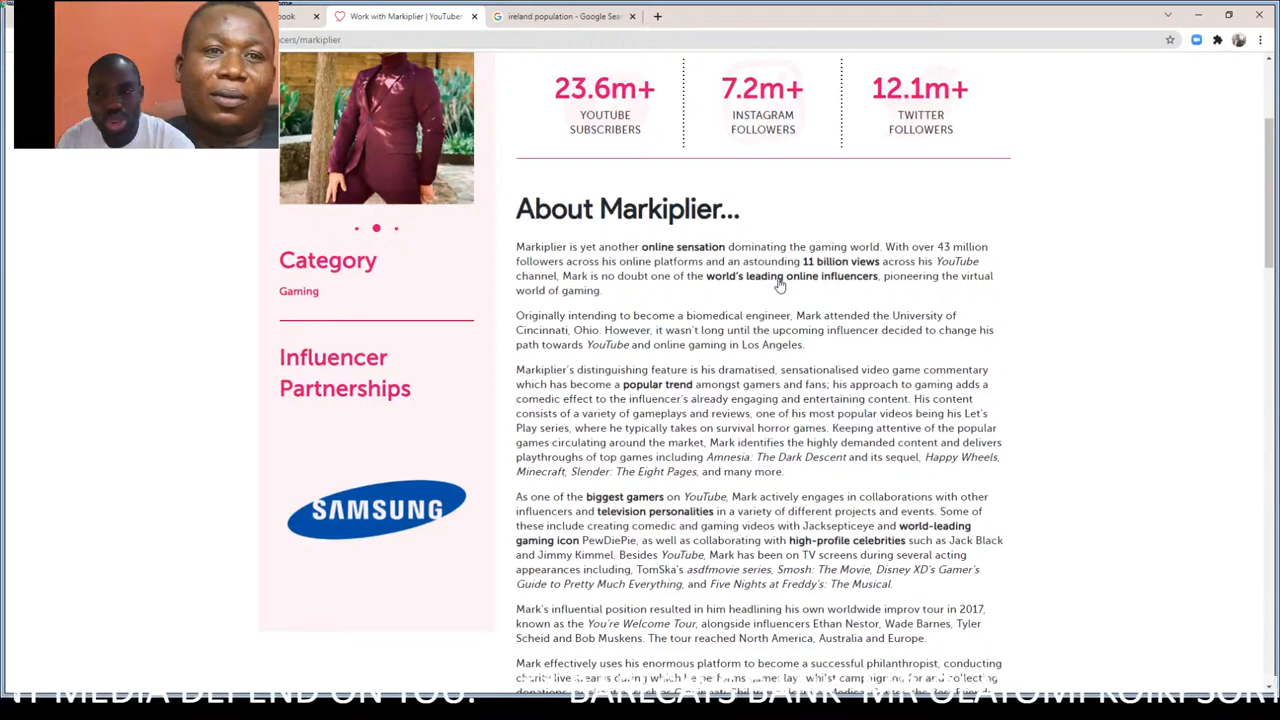 book
Work with Markiplier | YouTuber
ireland population - Google Sea
cers/markiplier
23.6m+
YOUTUBE
SUBSCRIBERS
7.2m+
INSTAGRAM
FOLLOWERS
12.1m+
TWITTER
FOLLOWERS
Category
Gaming
Influencer
Partnerships
SAMSUNG
About Markiplier...
Markiplier is yet another online sensation dominating the gaming world. With over 43 million
followers across his online platforms and an astounding 11 billion views across his YouTube
channel, Mark is no doubt one of the world's leading online influencers, pioneering the virtual
world of gaming.
Originally intending to become a biomedical engineer, Mark attended the University of
Cincinnati, Ohio. However, it wasn't long until the upcoming influencer decided to change his
path towards YouTube and online gaming in Los Angeles.
Markiplier's distinguishing feature is his dramatised, sensationalised video game commentary
which has become a popular trend amongst gamers and fans; his approach to gaming adds a
comedic effect to the influencer's already engaging and entertaining content. His content
consists of a variety of gameplays and reviews, one of his most popular videos being his Let's
Play series, where he typically takes on survival horror games. Keeping attentive of the popular
games circulating around the market, Mark identifies the highly demanded content and delivers
playthroughs of top games including Amnesia: The Dark Descent and its sequel, Happy Wheels,
Minecraft, Slender: The Eight Pages, and many more.
As one of the biggest gamers on YouTube, Mark actively engages in collaborations with other
influencers and television personalities in a variety of different projects and events. Some of
these include creating comedic and gaming videos with Jacksepticeye and world-leading
gaming icon PewDiePie, as well as collaborating with high-profile celebrities such as Jack Black
and Jimmy Kimmel. Besides YouTube, Mark has been on TV screens during several acting
appearances including, TomSka's asdfmovie series, Smosh: The Movie, Disney XD's Gamer's
Guide to Pretty Much Everything, and Five Nights at Freddy's: The Musical.
Mark's influential position resulted in him headlining his own worldwide improv tour in 2017,
known as the You're Welcome Tour, alongside influencers Ethan Nestor, Wade Barnes, Tyler
Scheid and Bob Muskens. The tour reached North America, Australia and Europe.
Mark effectively uses his enormous platform to become a successful philanthropist, conducting
MEDIA DEFEND ON YOU.